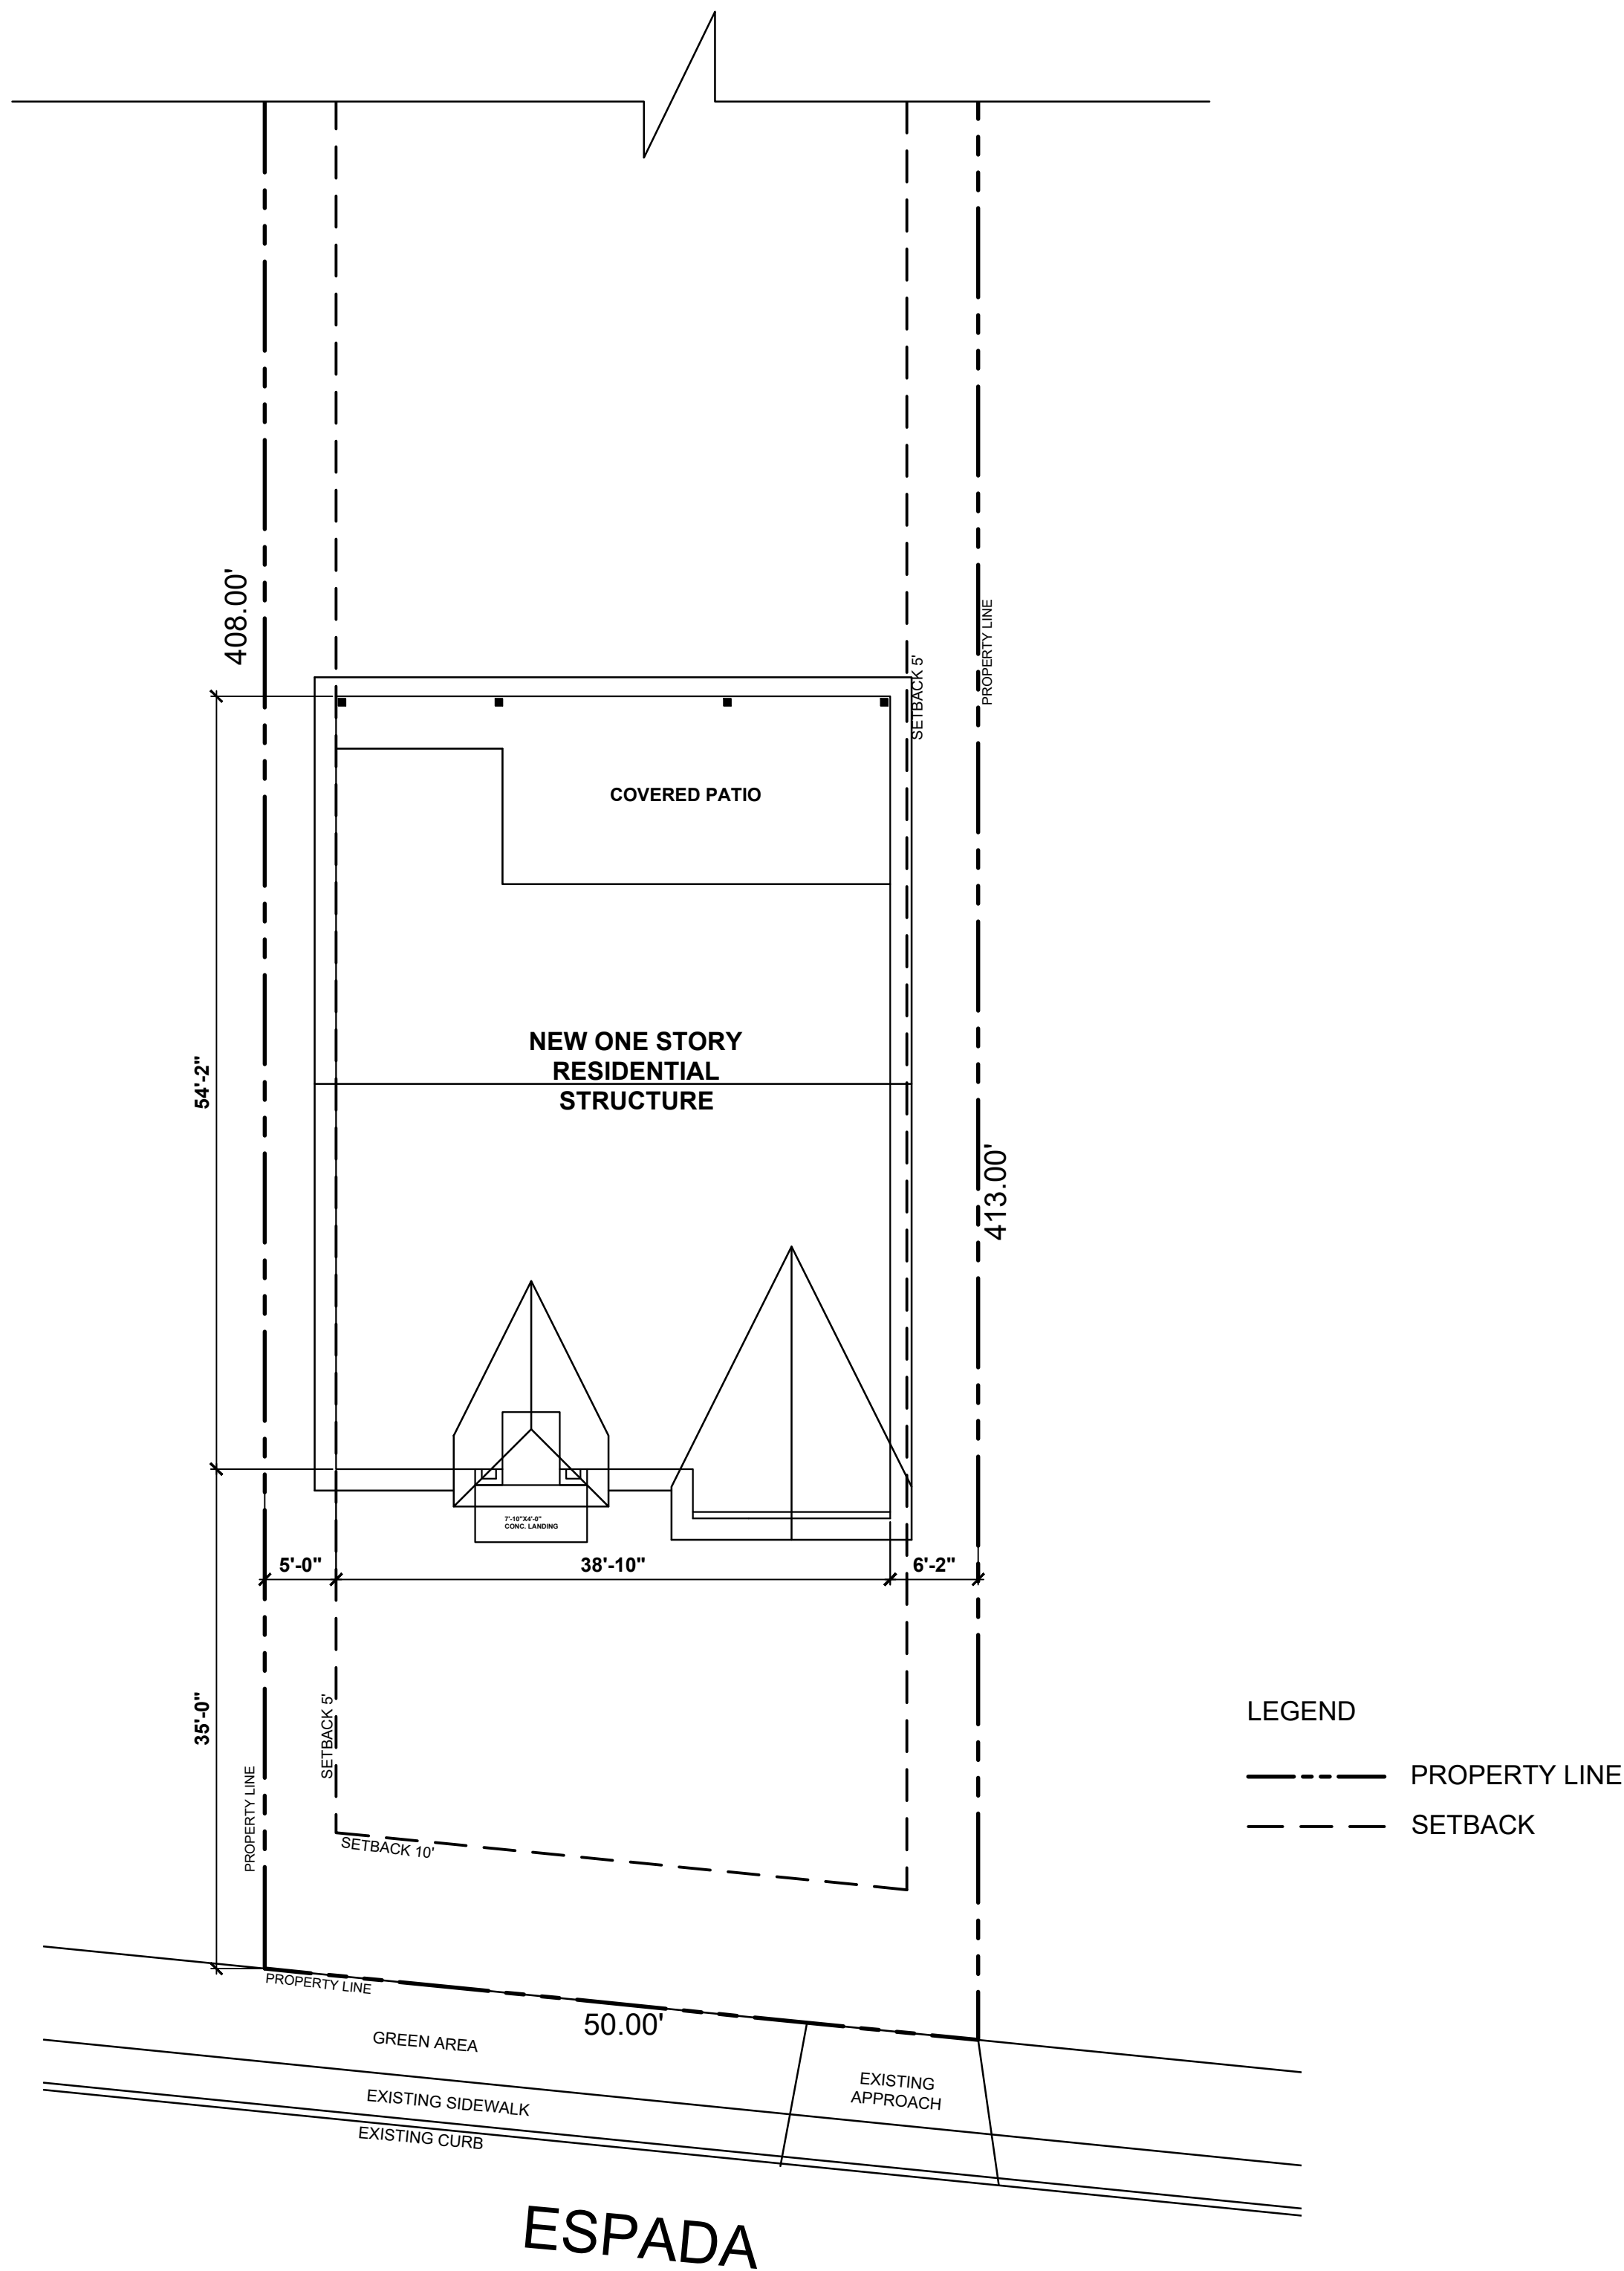 408.00'
PROPERTY LINE
SETBACK 5'
COVERED PATIO
NEW ONE STORY
RESIDENTIAL
STRUCTURE
54'-2"
413.00'
7'-10"X4'-0"
CONC. LANDING
5'-0"
38'-10"
6'-2"
35'-0"
SETBACK 5'
PROPERTY LINE
SETBACK 10'
LEGEND
PROPERTY LINE
SETBACK
PROPERTY LINE
50.00'
GREEN AREA
EXISTING
APPROACH
EXISTING SIDEWALK
EXISTING CURB
ESPADA